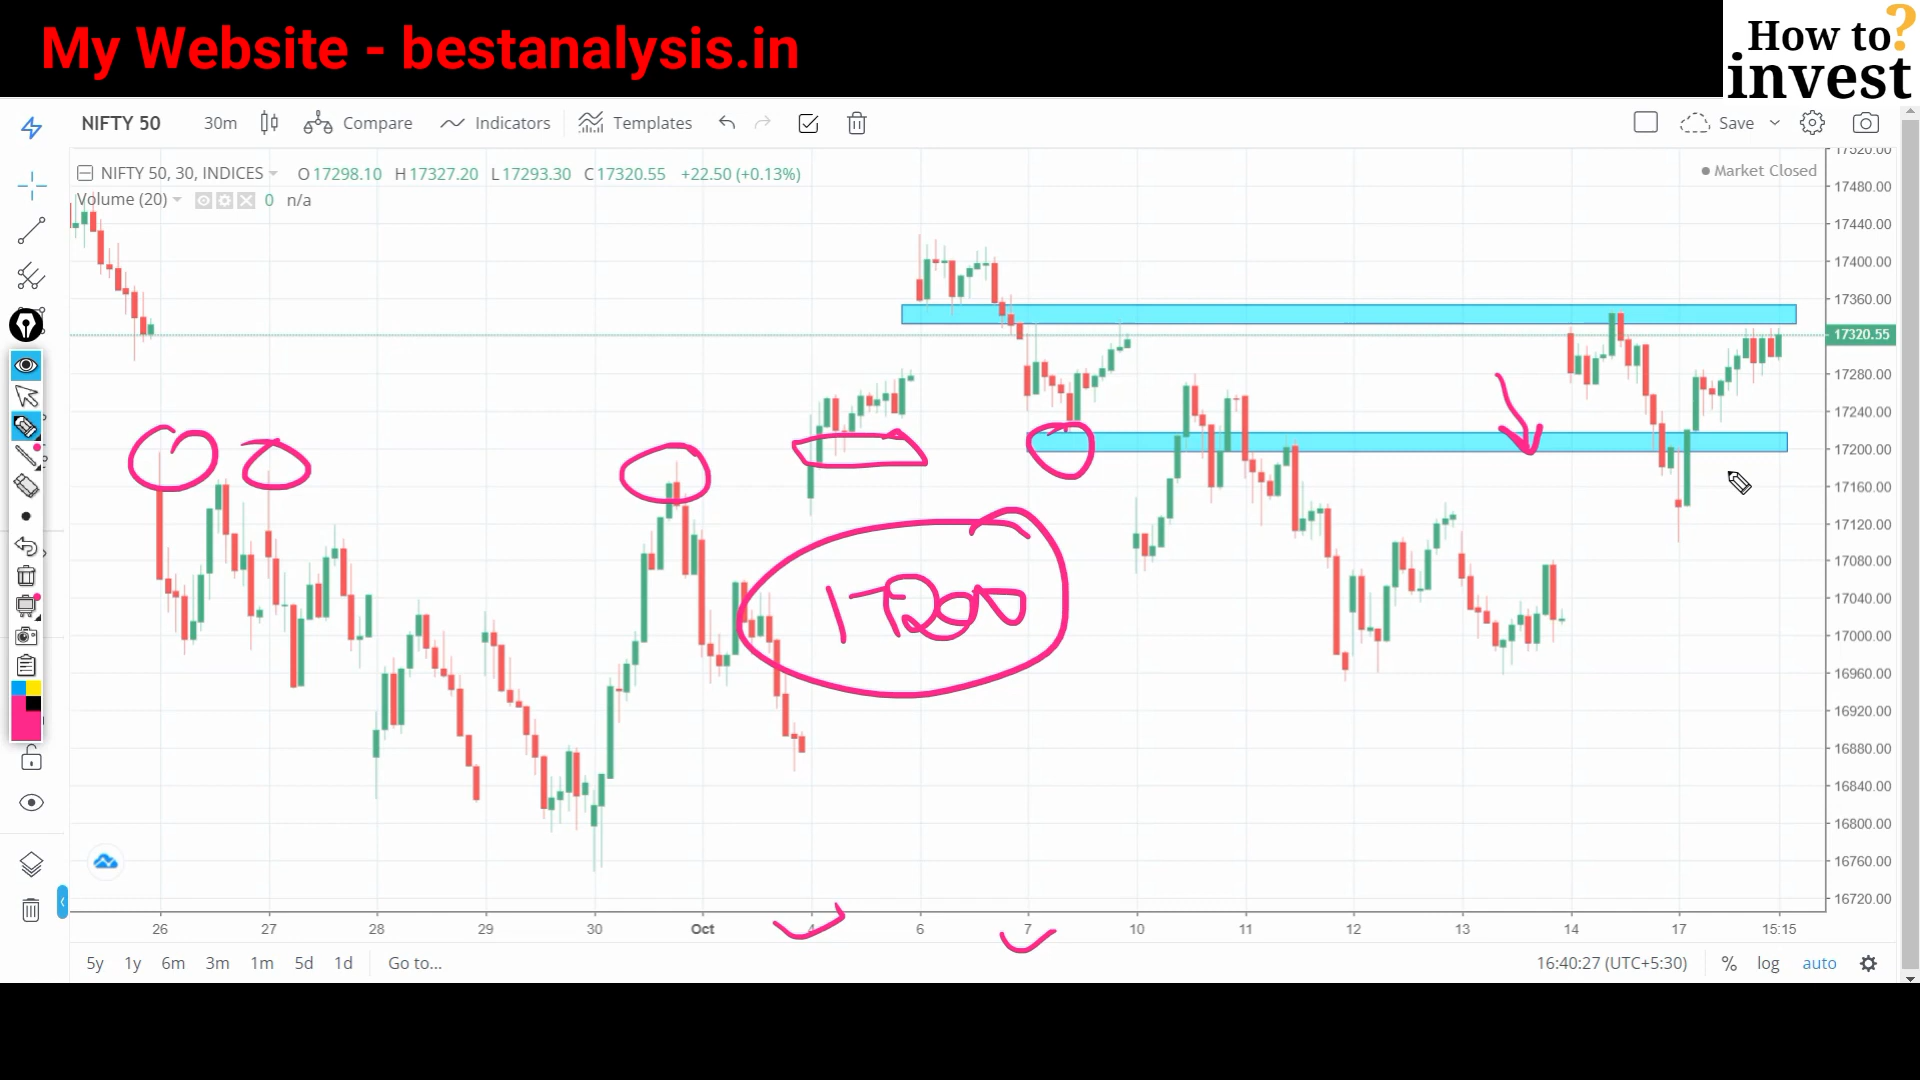 My Website - bestanalysis.in
How to?
invest
NIFTY 50
30m
Compare
Indicators
Templates
Save
NIFTY 50, 30, INDICES
O17298.10 H17327.20 L17293.30 C17320.55 +22.50 (+0.13%)
Market Closed
Volume (20)
0 n/a
17520.00
17480.00
17440.00
17400.00
17360.00
17320.55
17280.00
17240.00
17200.00
17160.00
17120.00
17080.00
17040.00
17000.00
16960.00
16920.00
16880.00
16840.00
16800.00
16760.00
16720.00
17200
26 27 28 29 30 Oct 4 6 7 10 11 12 13 14 17 15:15
5y 1y 6m 3m 1m 5d 1d Go to...
16:40:27 (UTC+5:30) % log auto